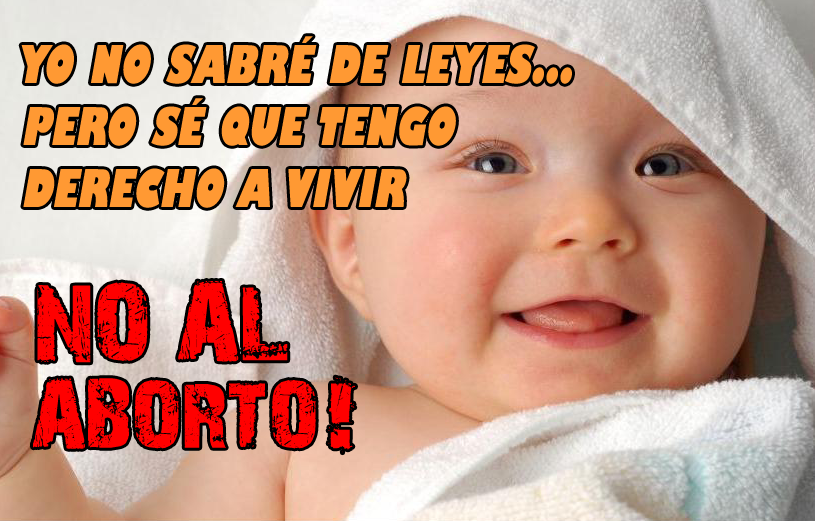 YO NO SABRÉ DE LEYES...
PERO SÉ QUE TENGO
DERECHO A VIVIR
NO AL
ABORTO!